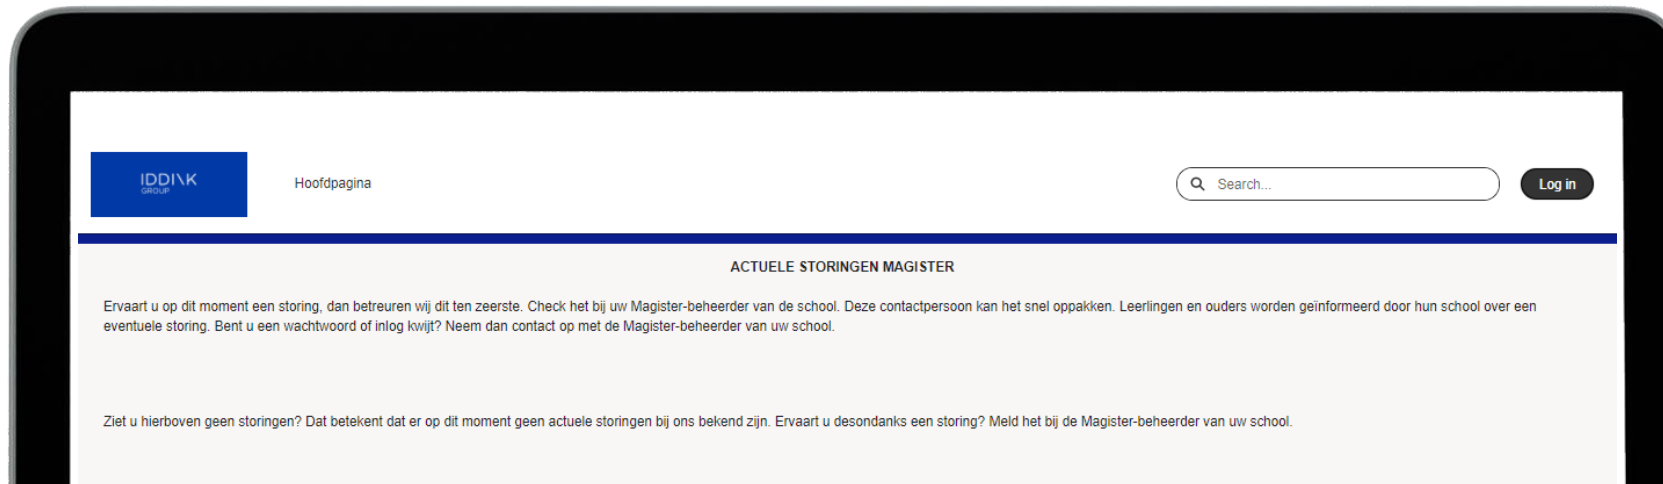 IDDINK
GROUP
Hoofdpagina
Search...
Log in
ACTUELE STORINGEN MAGISTER
Ervaart u op dit moment een storing, dan betreuren wij dit ten zeerste. Check het bij uw Magister-beheerder van de school. Deze contactpersoon kan het snel oppakken. Leerlingen en ouders worden geïnformeerd door hun school over een
eventuele storing. Bent u een wachtwoord of inlog kwijt? Neem dan contact op met de Magister-beheerder van uw school.
Ziet u hierboven geen storingen? Dat betekent dat er op dit moment geen actuele storingen bij ons bekend zijn. Ervaart u desondanks een storing? Meld het bij de Magister-beheerder van uw school.